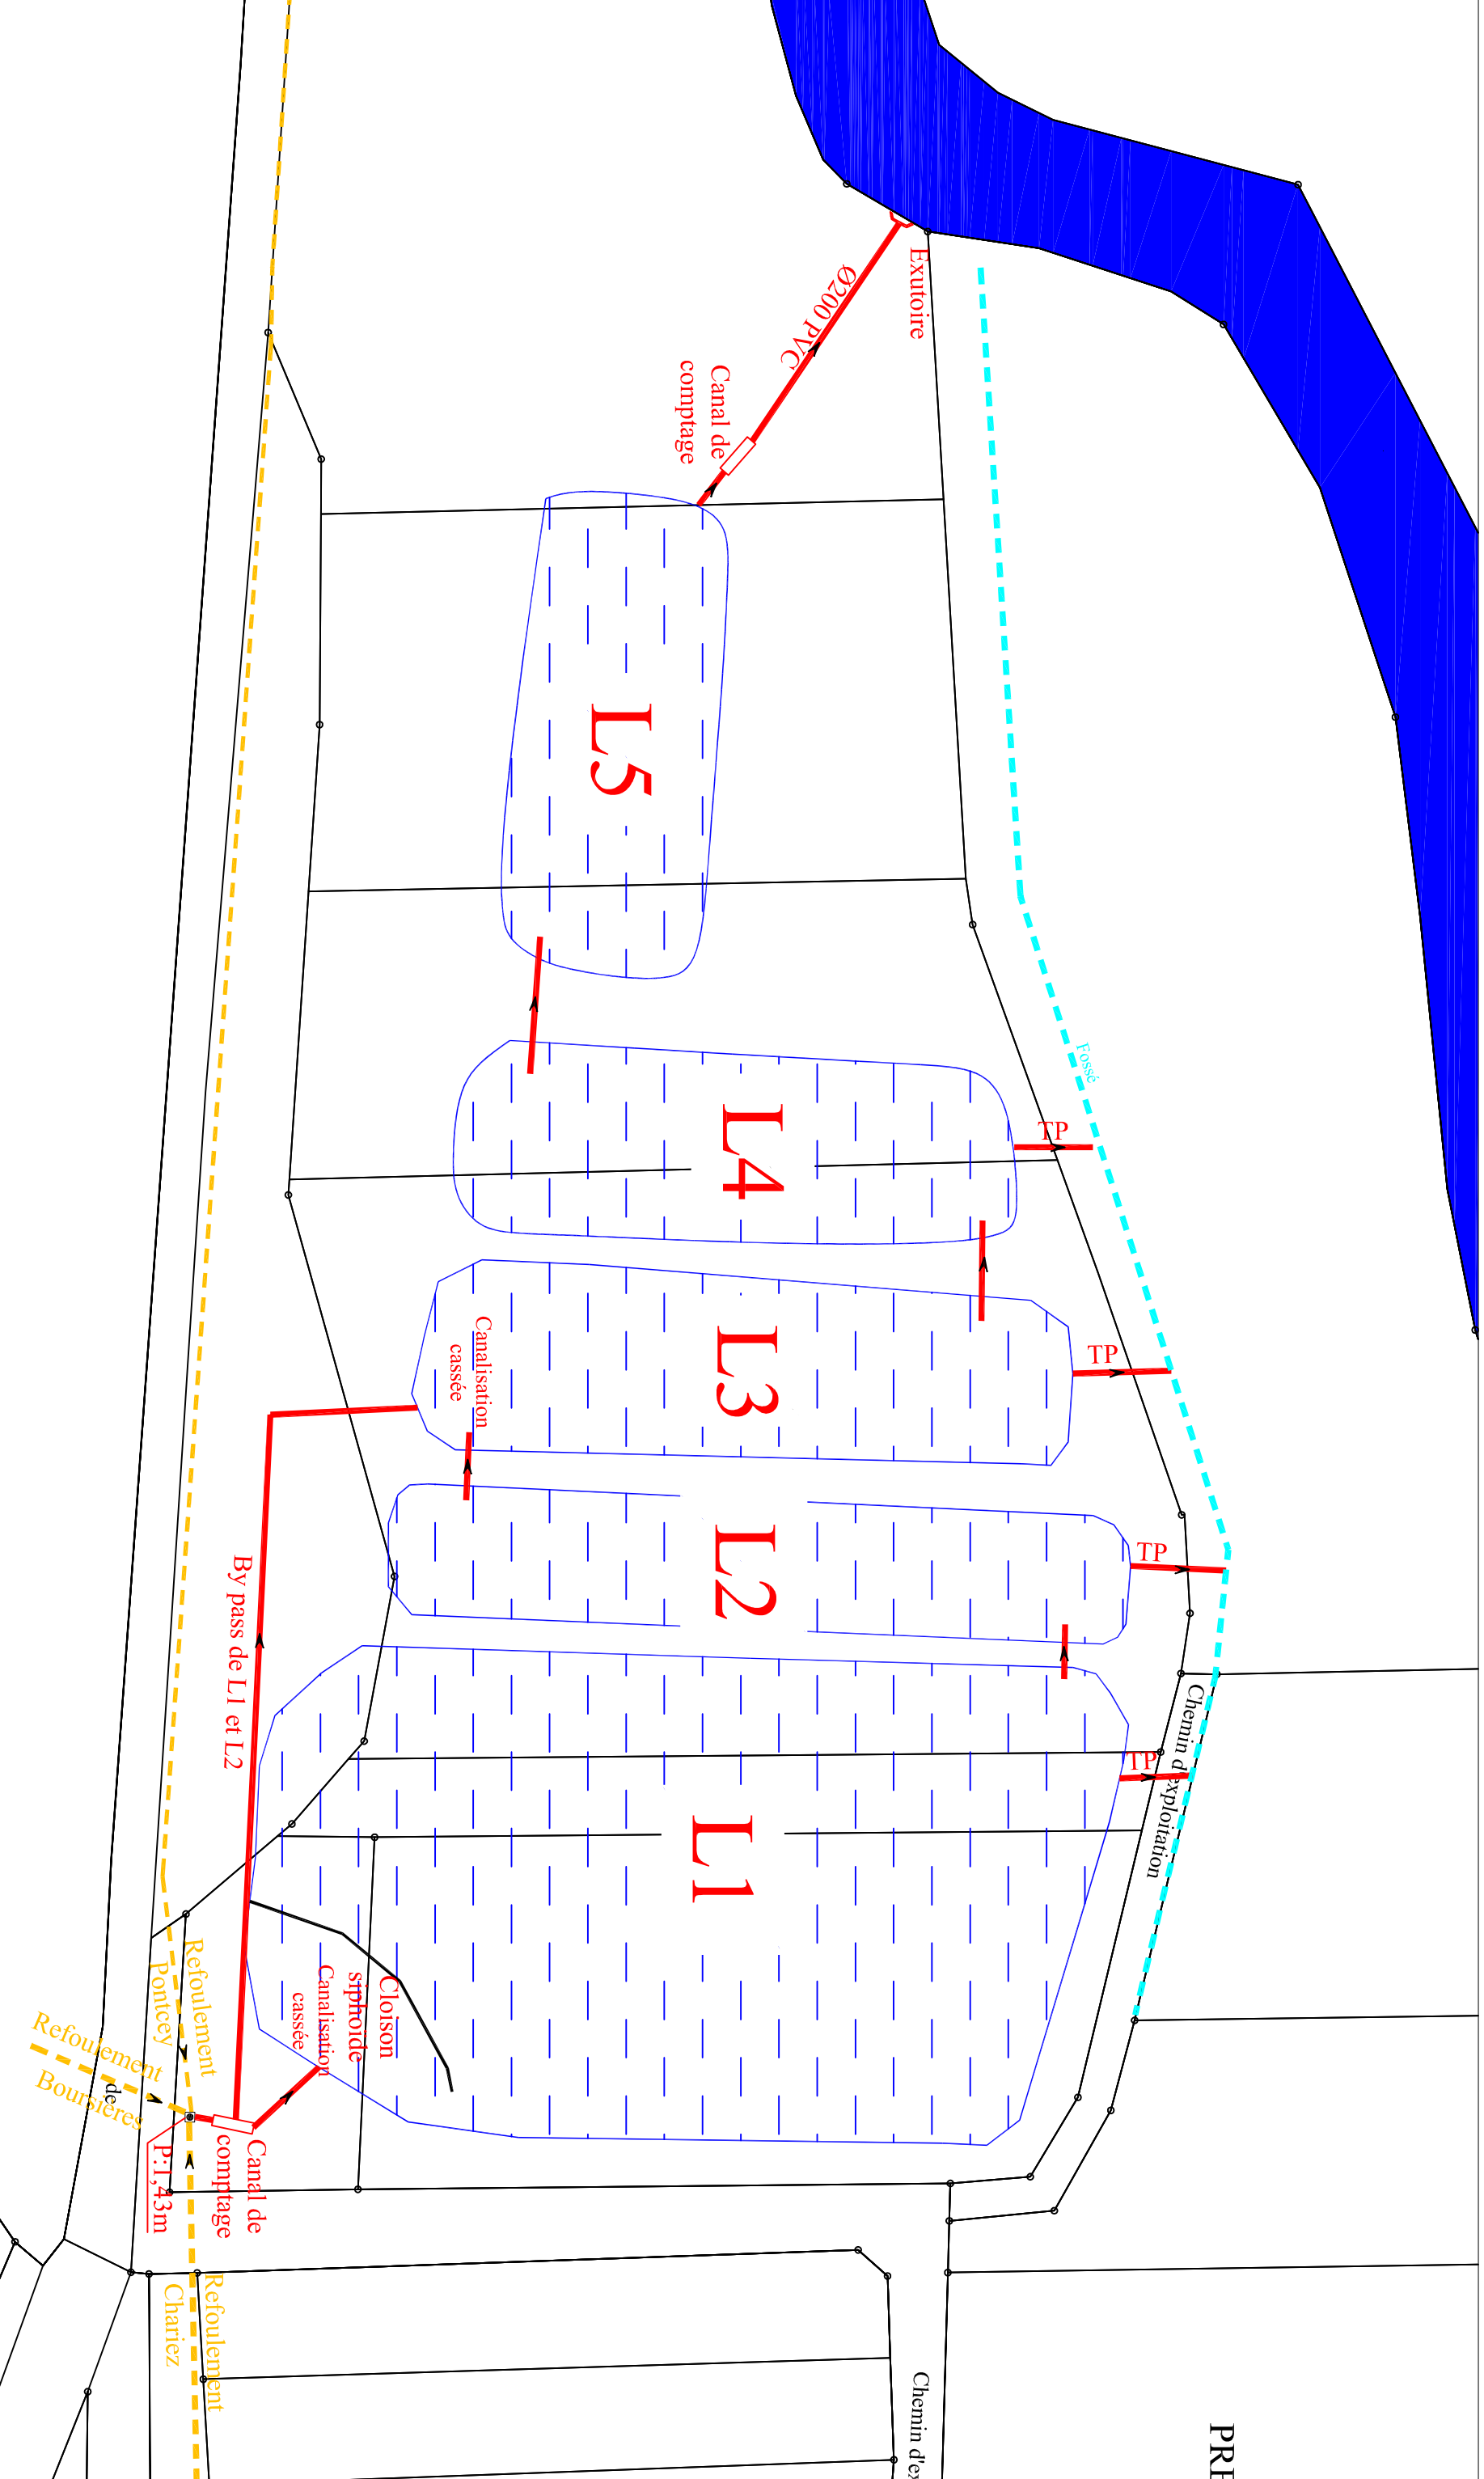 Exutoire
Ø200 PVC
Canal de
comptage
L5
Fossé
TP
L4
Canalisation
cassée
TP
L3
TP
L2
By pass de L1 et L2
Chemin d'exploitation
TP
L1
Cloison
siphoïde
Canalisation
cassée
Refoulement
Pontcey
Refoulement
Boursières
de
Canal de
comptage
P:1,43m
Refoulement
Chariez
Chemin d'ex
PRE